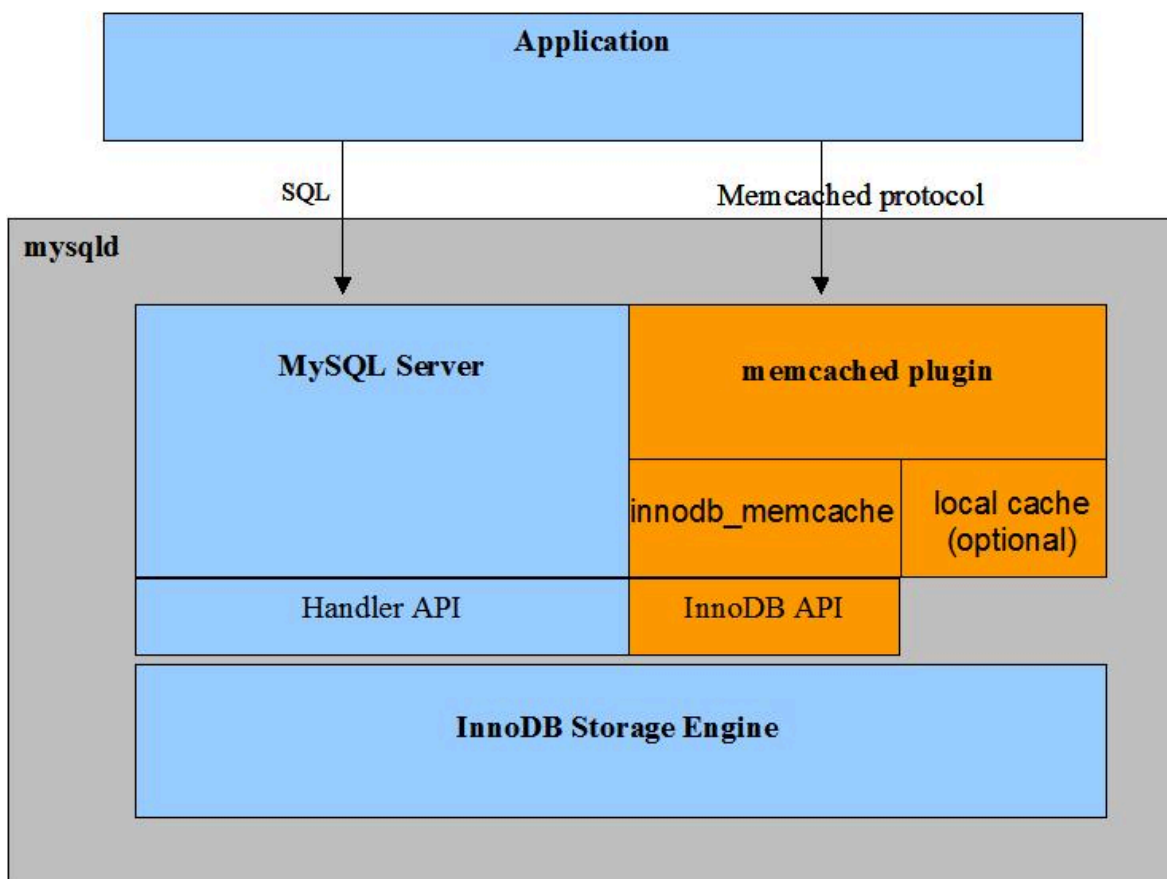 Application
SQL
Memcached protocol
mysqld
MySQL Server
memcached plugin
innodb_memcache
local cache
(optional)
Handler API
InnoDB API
InnoDB Storage Engine